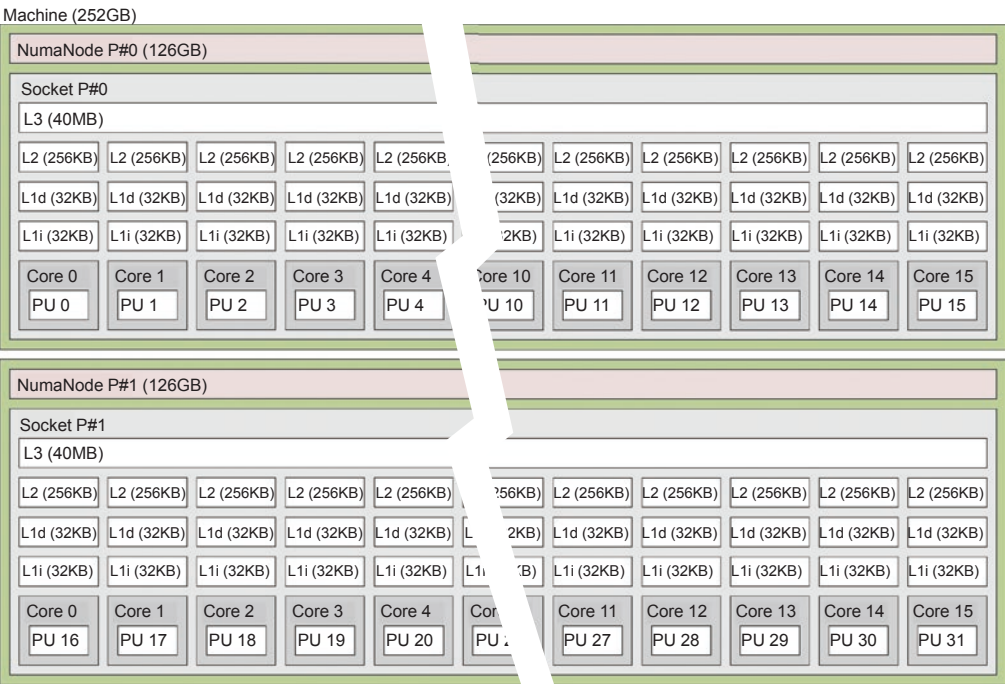 Machine (252GB)
NumaNode P#0 (126GB)
Socket P#0
L3 (40MB)
L2 (256KB) L2 (256KB) L2 (256KB) L2 (256KB) L2 (256KB) (256KB) L2 (256KB) L2 (256KB) L2 (256KB) L2 (256KB) L2 (256KB)
L1d (32KB) L1d (32KB) L1d (32KB) L1d (32KB) L1d (32KB) (32KB) L1d (32KB) L1d (32KB) L1d (32KB) L1d (32KB) L1d (32KB)
L1i (32KB) L1i (32KB) L1i (32KB) L1i (32KB) L1i (32KB) L1i (32KB) L1i (32KB) L1i (32KB) L1i (32KB) L1i (32KB)
Core 0 Core 1 Core 2 Core 3 Core 4 Core 10 Core 11 Core 12 Core 13 Core 14 Core 15
PU 0 PU 1 PU 2 PU 3 PU 4 PU 10 PU 11 PU 12 PU 13 PU 14 PU 15
NumaNode P#1 (126GB)
Socket P#1
L3 (40MB)
L2 (256KB) L2 (256KB) L2 (256KB) L2 (256KB) L2 (256KB) L2 (256KB) L2 (256KB) L2 (256KB) L2 (256KB) L2 (256KB)
L1d (32KB) L1d (32KB) L1d (32KB) L1d (32KB) L1d (32KB) L1d (32KB) L1d (32KB) L1d (32KB) L1d (32KB) L1d (32KB)
L1i (32KB) L1i (32KB) L1i (32KB) L1i (32KB) L1i (32KB) L1i (32KB) L1i (32KB) L1i (32KB) L1i (32KB) L1i (32KB)
Core 0 Core 1 Core 2 Core 3 Core 4 Core 11 Core 12 Core 13 Core 14 Core 15
PU 16 PU 17 PU 18 PU 19 PU 20 PU PU 27 PU 28 PU 29 PU 30 PU 31